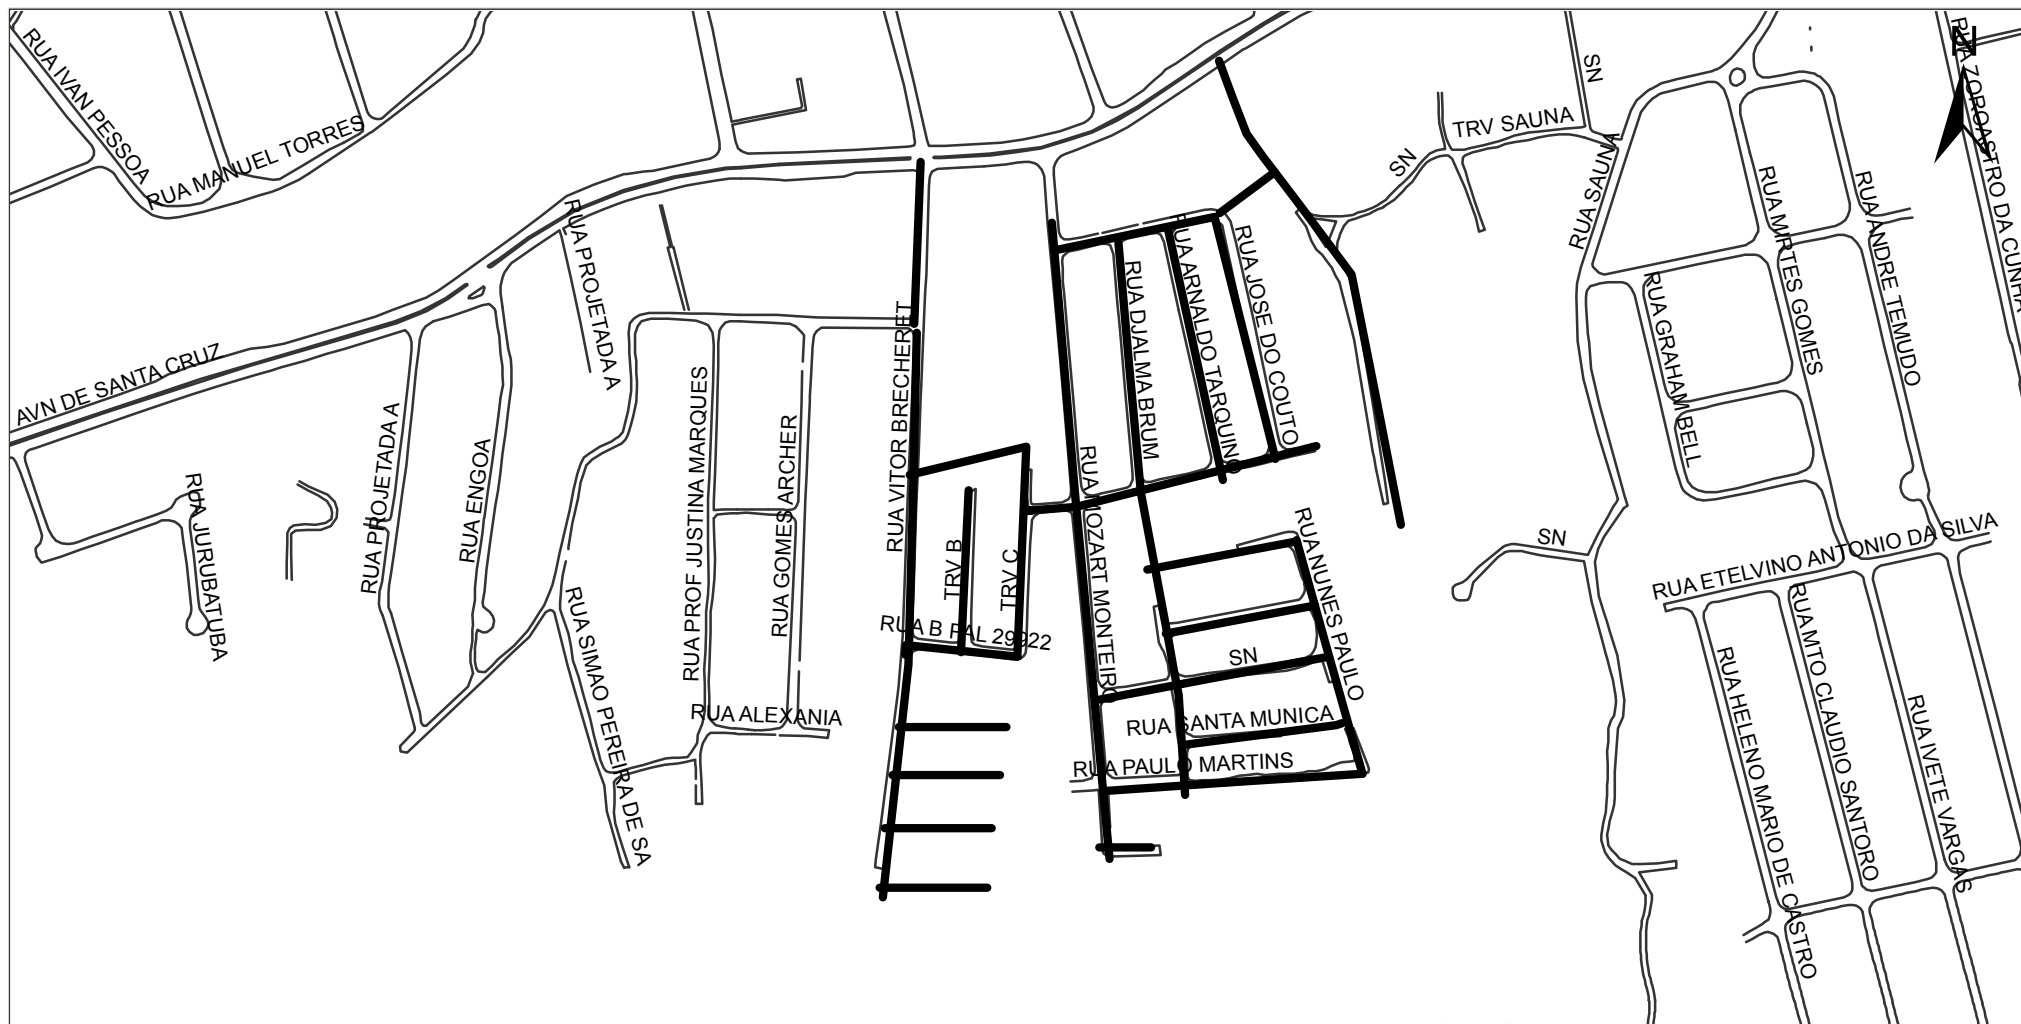 RUA IVAN PESSOA
RUA MANUEL TORRES
RUA PROJETADA A
AVN DE SANTA CRUZ
RUA JURUBATUBA
RUA PROJETADA A
RUA ENGOA
RUA SIMAO PEREIRA DE SA
RUA PROF JUSTINA MARQUES
RUA GOMES ARCHER
RUA ALEXANIA
RUA VITOR BRECHERET
TRV B
TRV C
RUA B PAL 29922
RUA MOZART MONTEIRO
RUA DJALMA BRUM
RUA ARNALDO TARQUINO
RUA JOSE DO COUTO
RUA NUNES PAULO
SN
RUA SANTA MUNICA
RUA PAULO MARTINS
SN
TRV SAUNA
SN
RUA SAUNA
SN
RUA GRAHAM BELL
RUA MIRTES GOMES
RUA ANDRE TEMUDO
RUA ZOROASTRO DA CUNHA
N
RUA ETELVINO ANTONIO DA SILVA
RUA HELENO MARIO DE CASTRO
RUA MTO CLAUDIO SANTORO
RUA IVETE VARGAS